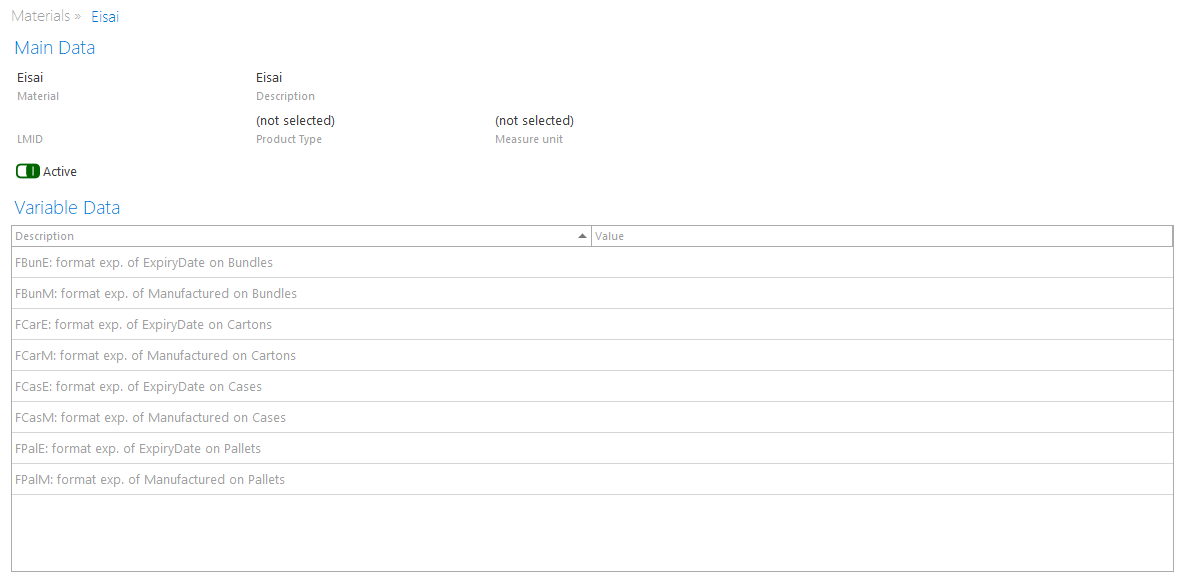 Materials » Eisai
Main Data
Eisai Eisai
Material Description
(not selected) (not selected)
LMID Product Type Measure unit
Active
Variable Data
Description Value
FBunE: format exp. of ExpiryDate on Bundles
FBunM: format exp. of Manufactured on Bundles
FCarE: format exp. of ExpiryDate on Cartons
FCarM: format exp. of Manufactured on Cartons
FCasE: format exp. of ExpiryDate on Cases
FCasM: format exp. of Manufactured on Cases
FPalE: format exp. of ExpiryDate on Pallets
FPalM: format exp. of Manufactured on Pallets